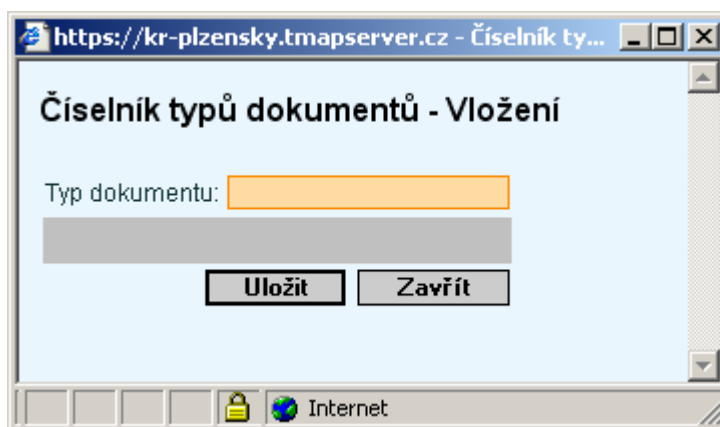 https://kr-plzensky.tmapserver.cz - Číselník ty...
Číselník typů dokumentů - Vložení
Typ dokumentu:
Uložit Zavřít
Internet